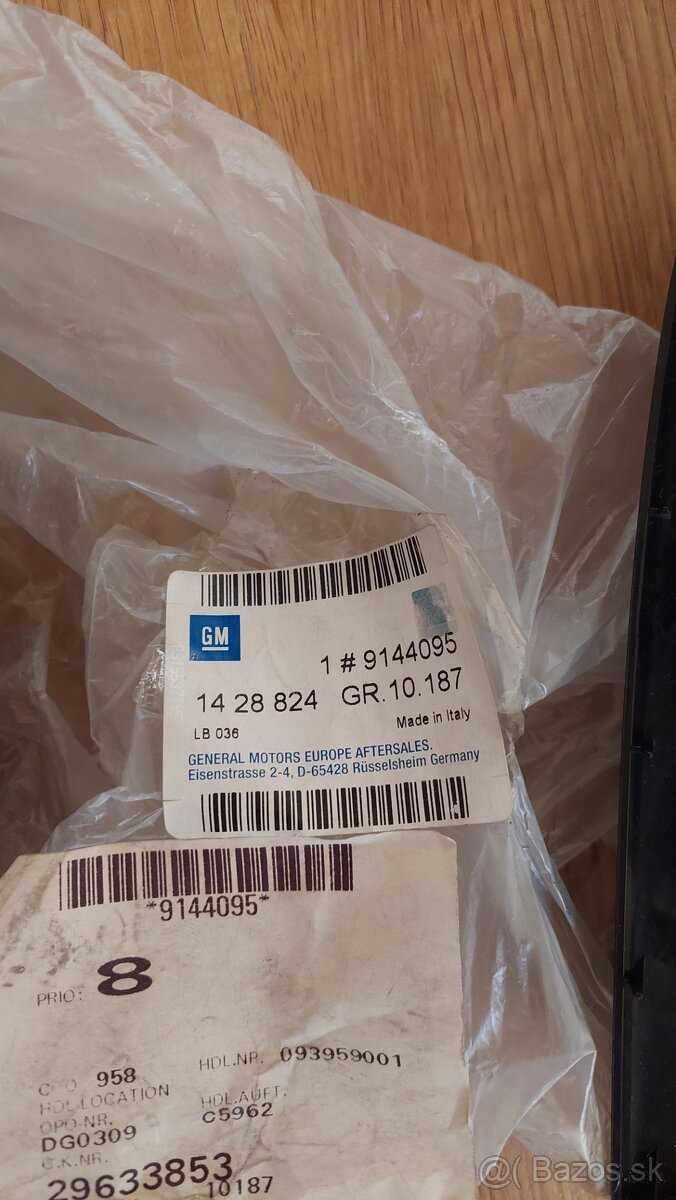 GM
1 # 9144095
14 28 824 GR.10.187
LB 036 Made in Italy
GENERAL MOTORS EUROPE AFTERSALES.
Eisenstrasse 2-4, D-65428 Rüsselsheim Germany
*9144095*
PRIO: 8
958 HDL.NR. 093959001
HDL LOCATION HDL.AUFT.
OPO-NR. C5962
DG0309
G.K.NR.
29633853
10187
@ Bazos.sk